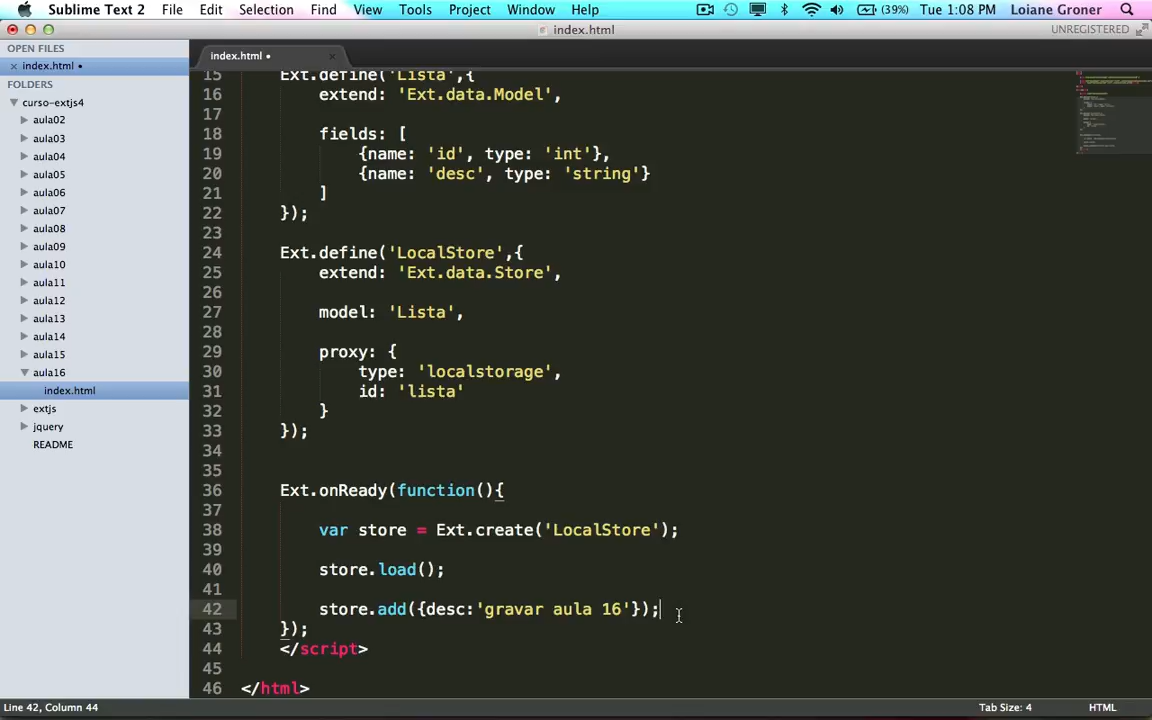 Sublime Text 2 File Edit Selection Find View Tools Project Window Help (39%) Tue 1:08 PM Loiane Groner
index.html
UNREGISTERED
OPEN FILES
× index.html •
FOLDERS
curso-extjs4
aula02
aula03
aula04
aula05
aula06
aula07
aula08
aula09
aula10
aula11
aula12
aula13
aula14
aula15
aula16
index.html
extjs
jquery
README
index.html •
15 Ext.define('Lista',{
16 extend: 'Ext.data.Model',
17
18 fields: [
19 {name: 'id', type: 'int'},
20 {name: 'desc', type: 'string'}
21 ]
22 });
23
24 Ext.define('LocalStore',{
25 extend: 'Ext.data.Store',
26
27 model: 'Lista',
28
29 proxy: {
30 type: 'localstorage',
31 id: 'lista'
32 }
33 });
34
35
36 Ext.onReady(function(){
37
38 var store = Ext.create('LocalStore');
39
40 store.load();
41
42 store.add({desc:'gravar aula 16'});
43 });
44 </script>
45
46 </html>
Line 42, Column 44
Tab Size: 4
HTML